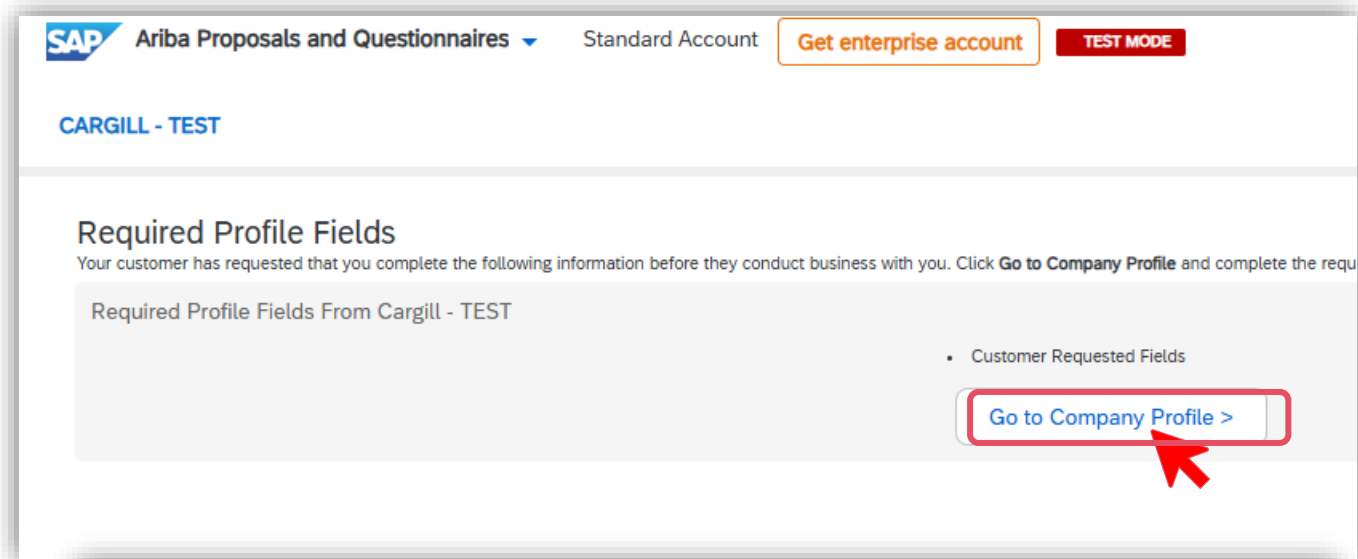 SAP Ariba Proposals and Questionnaires Standard Account Get enterprise account TEST MODE
CARGILL - TEST
Required Profile Fields
Your customer has requested that you complete the following information before they conduct business with you. Click Go to Company Profile and complete the
Required Profile Fields From Cargill - TEST
• Customer Requested Fields
Go to Company Profile >